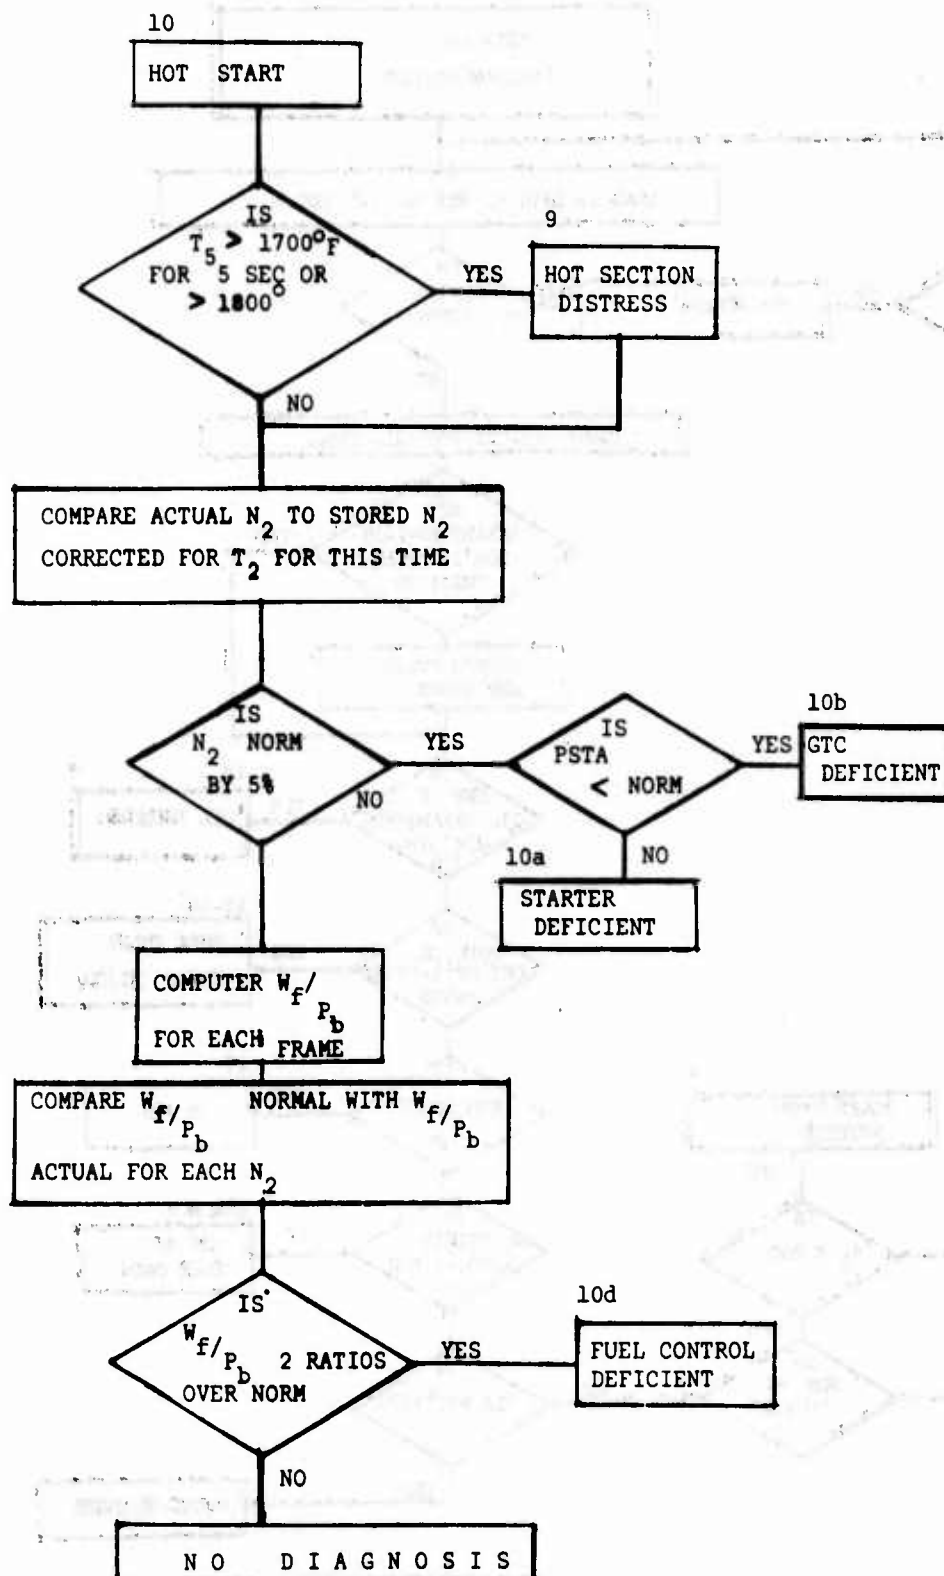 10
HOT START
IS
T5 > 1700°F
FOR 5 SEC OR
> 1800°
YES
9
HOT SECTION
DISTRESS
NO
COMPARE ACTUAL N2 TO STORED N2
CORRECTED FOR T2 FOR THIS TIME
IS
N2 NORM
BY 5%
YES
NO
IS
PSTA
< NORM
YES
10b
GTC
DEFICIENT
NO
10a
STARTER
DEFICIENT
COMPUTER Wf/Pb
FOR EACH FRAME
COMPARE Wf/Pb NORMAL WITH Wf/Pb
ACTUAL FOR EACH N2
IS
Wf/Pb 2 RATIOS
OVER NORM
YES
10d
FUEL CONTROL
DEFICIENT
NO
NO DIAGNOSIS